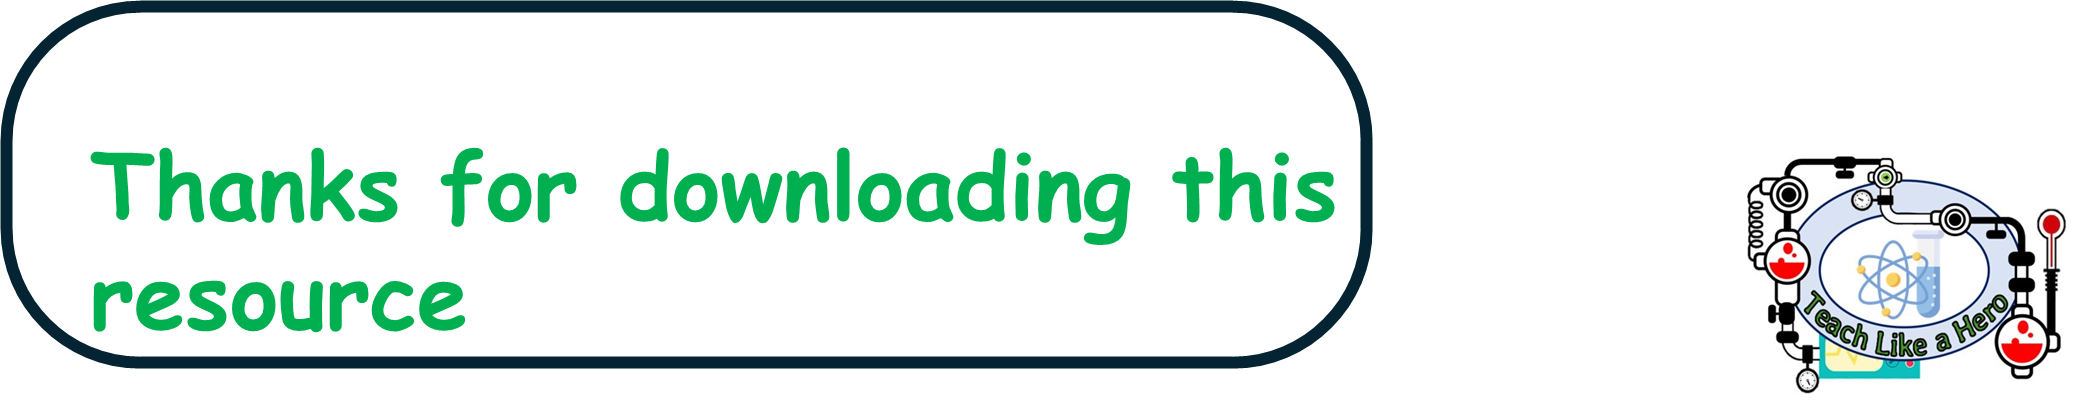 Thanks for downloading this
resource
Teach Like a Hero